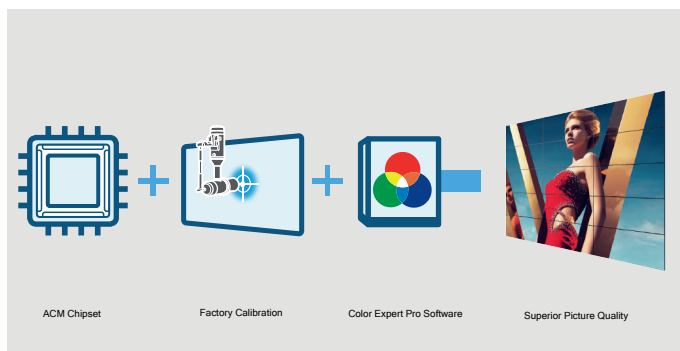 ACM Chipset
Factory Calibration
Color Expert Pro Software
Superior Picture Quality